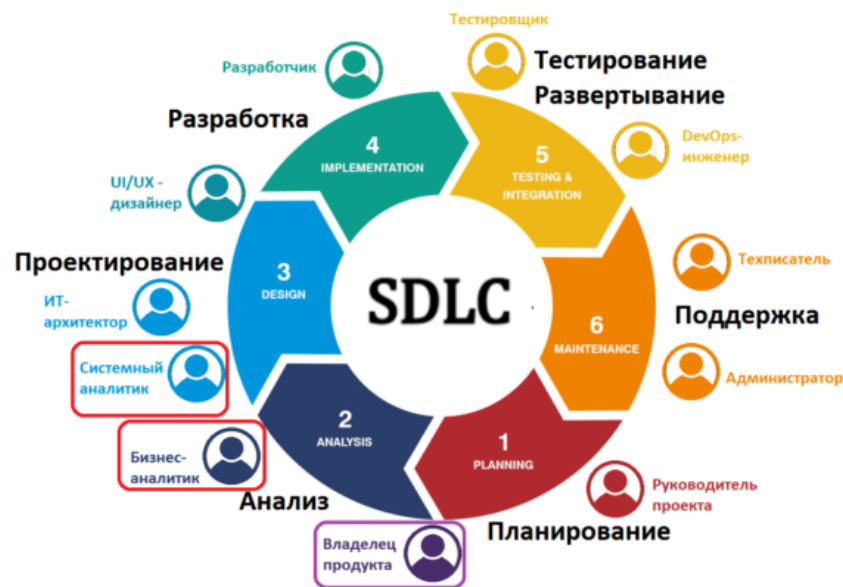 Тестировщик
Тестирование
Развертывание
Разработчик
Разработка
4
IMPLEMENTATION
5
TESTING &
INTEGRATION
DevOps-
инженер
UI/UX -
дизайнер
Проектирование
3
DESIGN
SDLC
Техписатель
ИТ-
архитектор
Поддержка
6
MAINTENANCE
Системный
аналитик
Администратор
2
ANALYSIS
1
PLANNING
Бизнес-
аналитик
Анализ
Руководитель
проекта
Планирование
Владелец
продукта